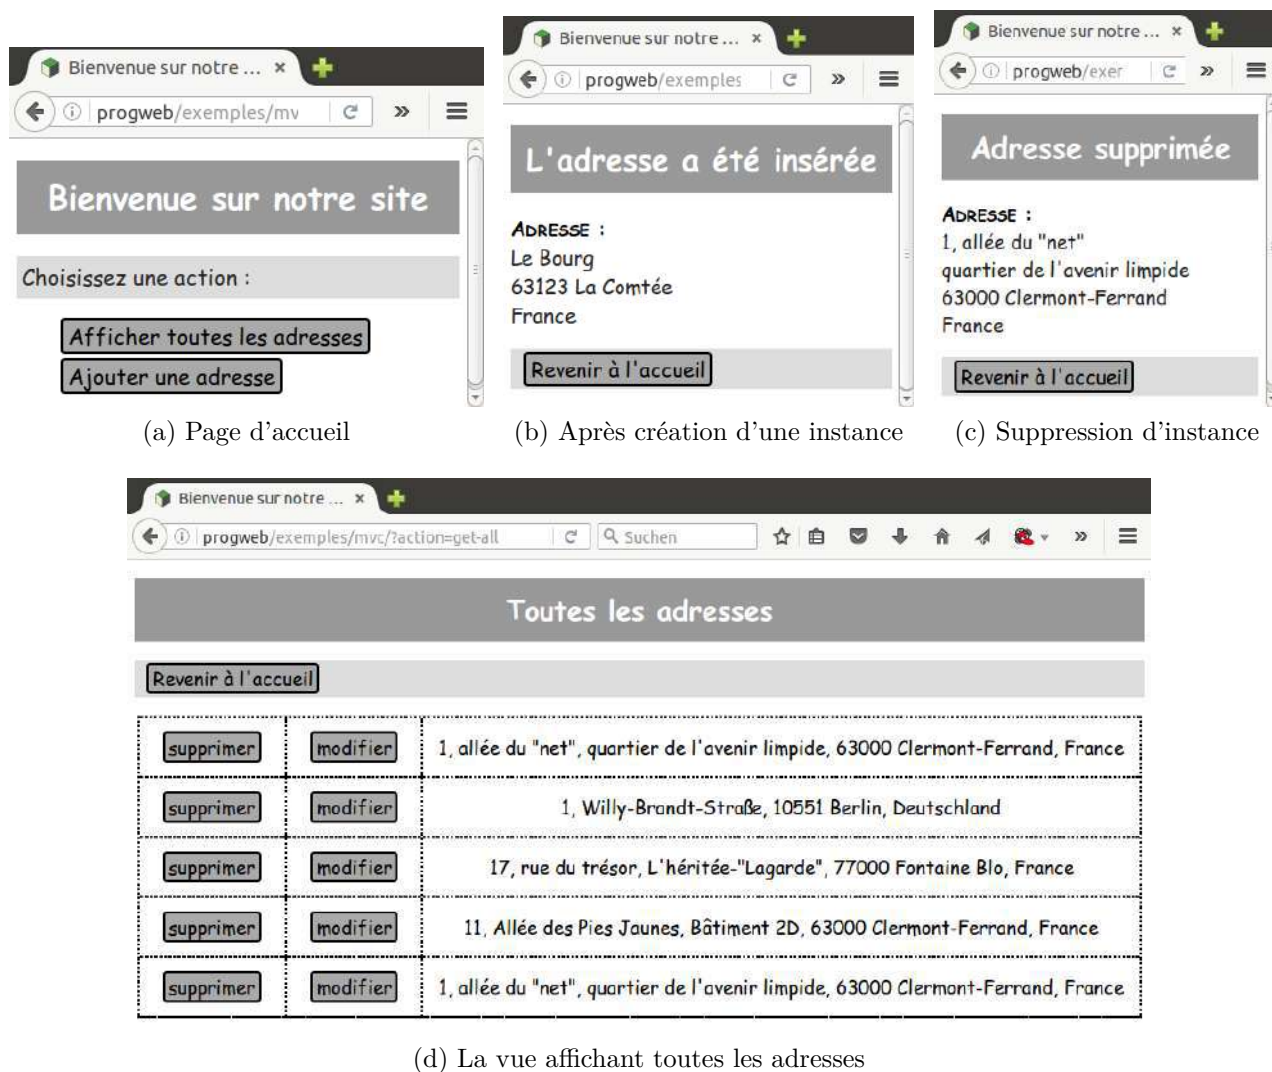 Bienvenue sur notre ...
progweb/exemples/mv
Bienvenue sur notre site
Choisissez une action :
Afficher toutes les adresses
Ajouter une adresse
(a) Page d'accueil
Bienvenue sur notre ...
progweb/exemples
L'adresse a été insérée
ADRESSE :
Le Bourg
63123 La Comtée
France
Revenir à l'accueil
(b) Après création d'une instance
Bienvenue sur notre ...
progweb/exer
Adresse supprimée
ADRESSE :
1, allée du "net"
quartier de l'avenir limpide
63000 Clermont-Ferrand
France
Revenir à l'accueil
(c) Suppression d'instance
Bienvenue sur notre ...
progweb/exemples/mvc/?action=get-all Suchen
Toutes les adresses
Revenir à l'accueil
supprimer modifier 1, allée du "net", quartier de l'avenir limpide, 63000 Clermont-Ferrand, France
supprimer modifier 1, Willy-Brandt-Straße, 10551 Berlin, Deutschland
supprimer modifier 17, rue du trésor, L'héritée-"Lagarde", 77000 Fontaine Blo, France
supprimer modifier 11, Allée des Pies Jaunes, Bâtiment 2D, 63000 Clermont-Ferrand, France
supprimer modifier 1, allée du "net", quartier de l'avenir limpide, 63000 Clermont-Ferrand, France
(d) La vue affichant toutes les adresses